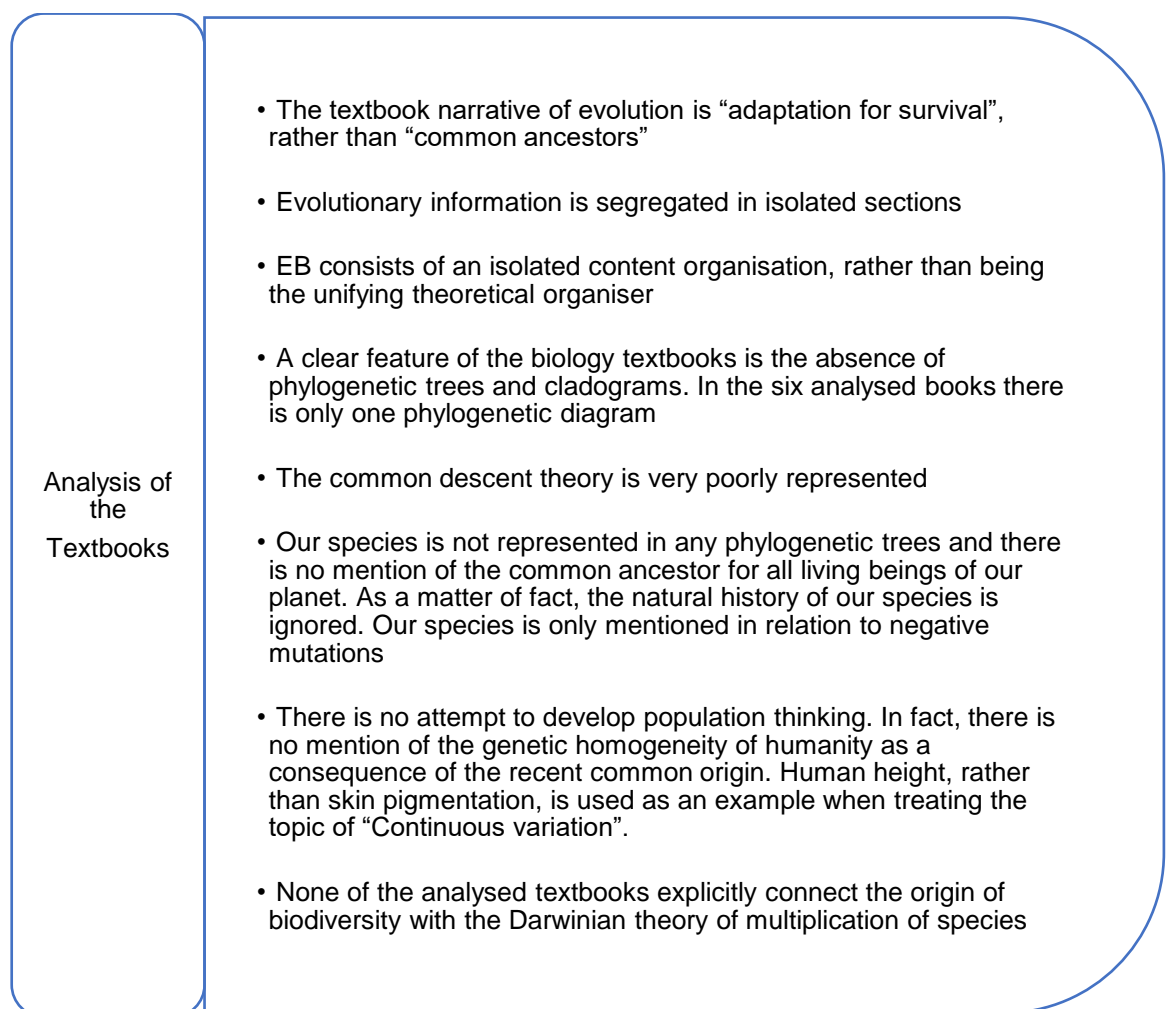 Analysis of
the
Textbooks
• The textbook narrative of evolution is “adaptation for survival”,
rather than “common ancestors”
• Evolutionary information is segregated in isolated sections
• EB consists of an isolated content organisation, rather than being
the unifying theoretical organiser
• A clear feature of the biology textbooks is the absence of
phylogenetic trees and cladograms. In the six analysed books there
is only one phylogenetic diagram
• The common descent theory is very poorly represented
• Our species is not represented in any phylogenetic trees and there
is no mention of the common ancestor for all living beings of our
planet. As a matter of fact, the natural history of our species is
ignored. Our species is only mentioned in relation to negative
mutations
• There is no attempt to develop population thinking. In fact, there is
no mention of the genetic homogeneity of humanity as a
consequence of the recent common origin. Human height, rather
than skin pigmentation, is used as an example when treating the
topic of “Continuous variation”.
• None of the analysed textbooks explicitly connect the origin of
biodiversity with the Darwinian theory of multiplication of species